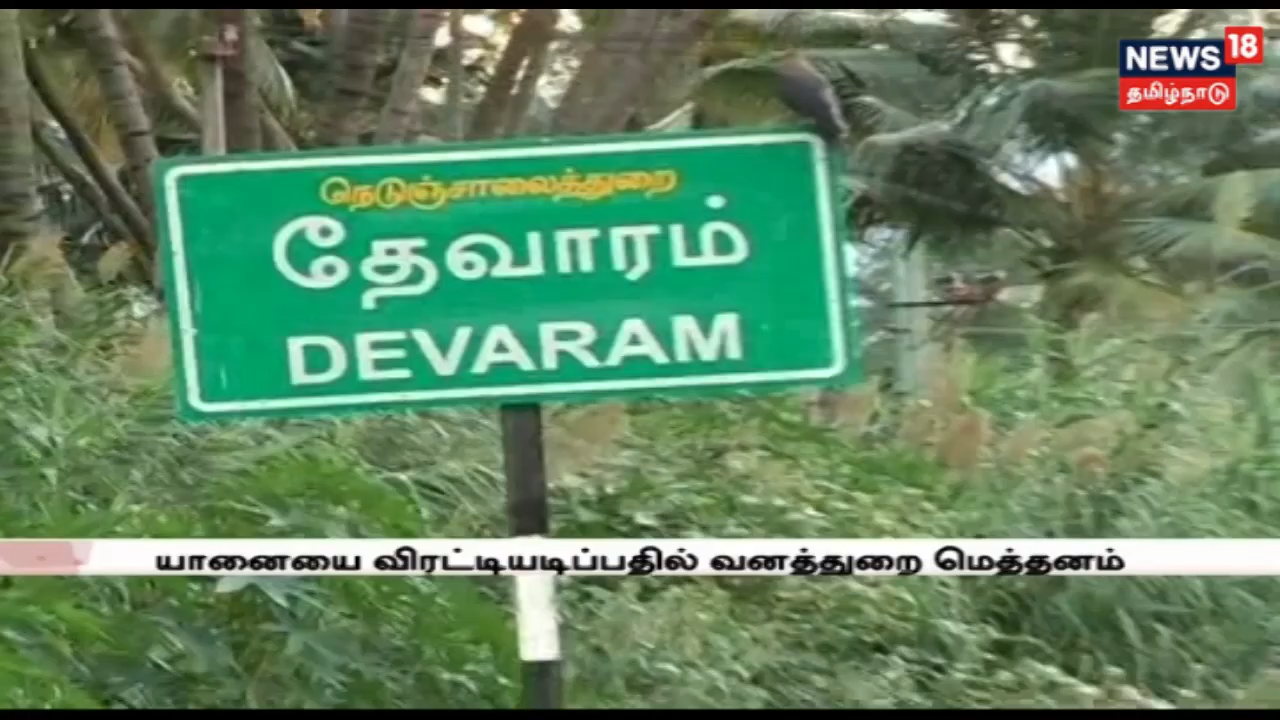 NEWS 18
தமிழ்நாடு
நெடுஞ்சாலைத்துறை
தேவாரம்
DEVARAM
யானையை விரட்டியடிப்பதில் வனத்துறை மெத்தனம்